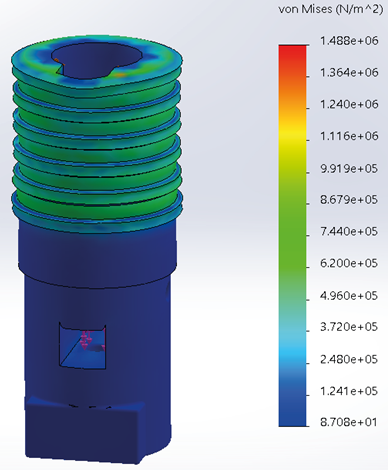 von Mises (N/m^2)
1.488e+06
1.364e+06
1.240e+06
1.116e+06
9.919e+05
8.679e+05
7.440e+05
6.200e+05
4.960e+05
3.720e+05
2.480e+05
1.241e+05
8.708e+01